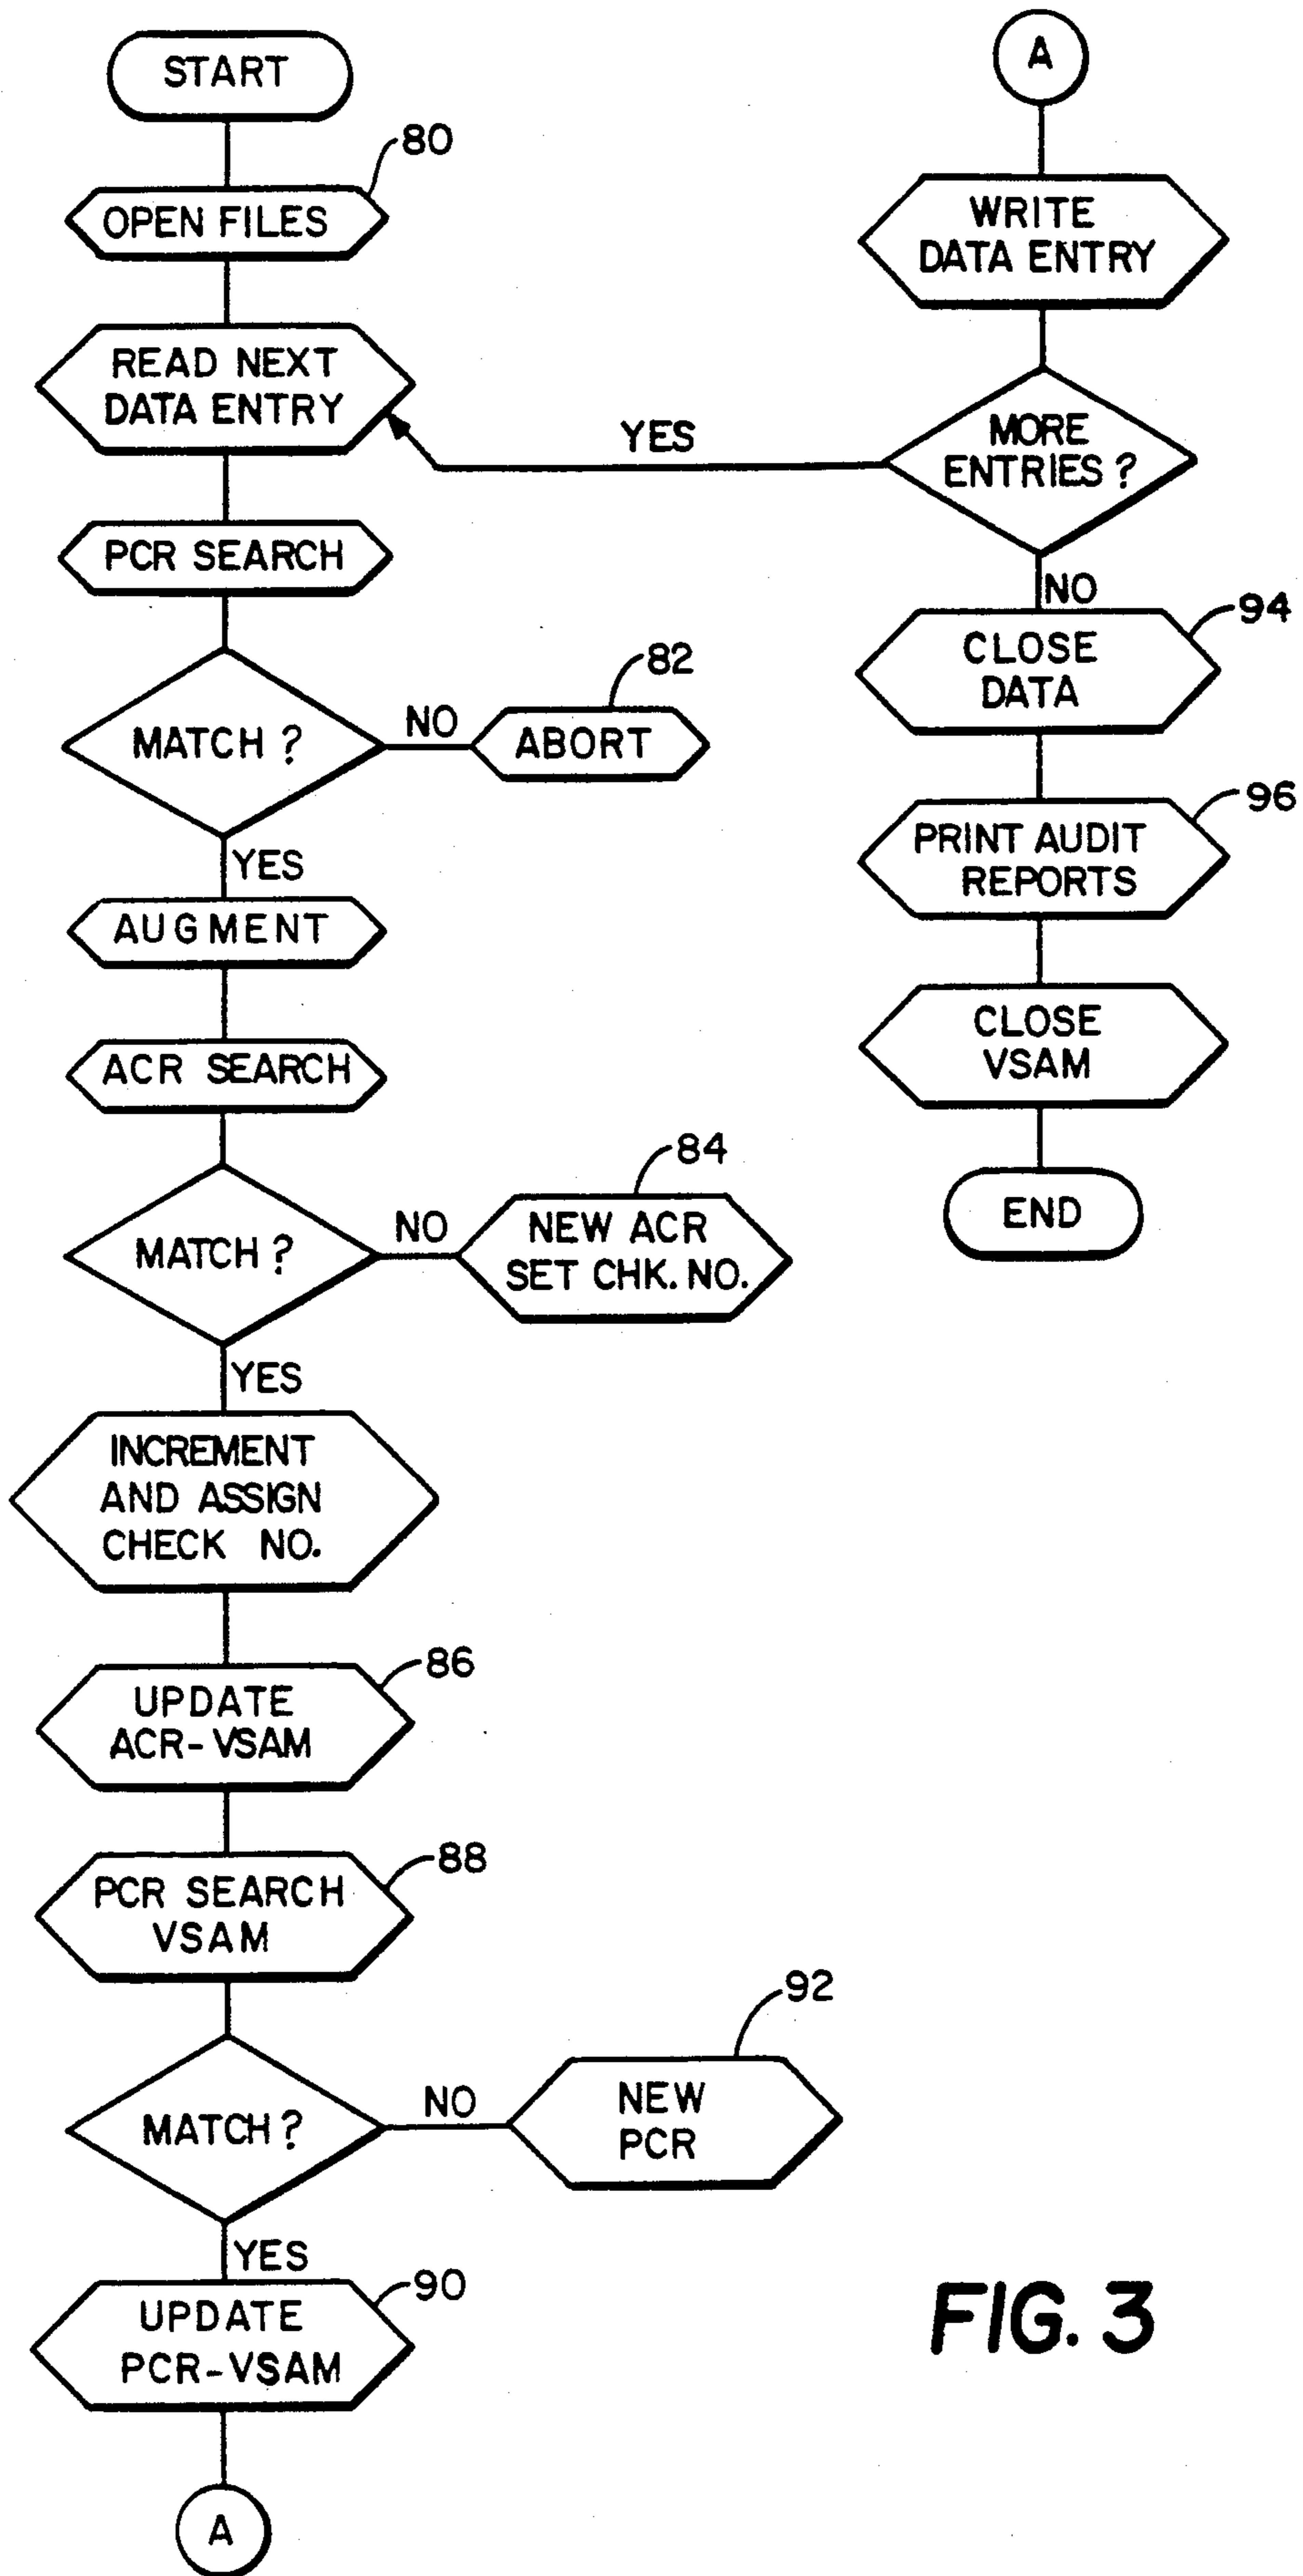 START
80
OPEN FILES
READ NEXT
DATA ENTRY
PCR SEARCH
MATCH?
NO
82
ABORT
YES
AUGMENT
ACR SEARCH
MATCH?
NO
84
NEW ACR
SET CHK. NO.
YES
INCREMENT
AND ASSIGN
CHECK NO.
86
UPDATE
ACR-VSAM
88
PCR SEARCH
VSAM
MATCH?
NO
92
NEW
PCR
YES
90
UPDATE
PCR-VSAM
A
A
WRITE
DATA ENTRY
MORE
ENTRIES?
YES
NO
94
CLOSE
DATA
96
PRINT AUDIT
REPORTS
CLOSE
VSAM
END
FIG. 3